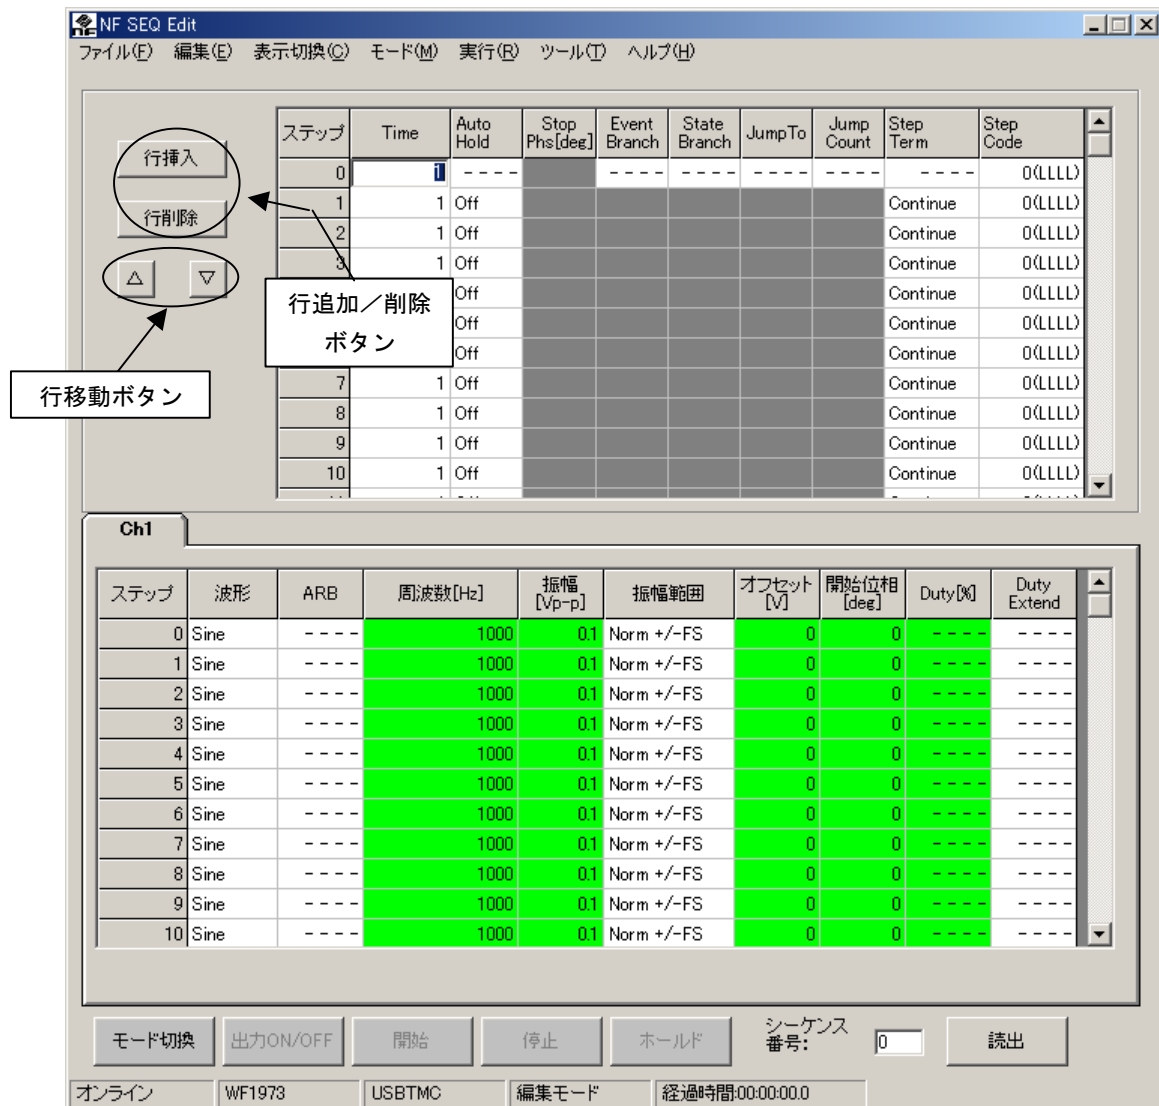 NF SEQ Edit
ファイル(F) 編集(E) 表示切換(C) モード(M) 実行(R) ツール(T) ヘルプ(H)
行挿入
行削除
△ ▽
行追加／削除
ボタン
行移動ボタン
ステップ Time Auto Hold Stop Phs[deg] Event Branch State Branch JumpTo Jump Count Step Term Step Code
0 1 ---- ---- ---- ---- ---- ---- 0(LLLL)
1 1 Off Continue 0(LLLL)
2 1 Off Continue 0(LLLL)
3 1 Off Continue 0(LLLL)
Off Continue 0(LLLL)
Off Continue 0(LLLL)
Off Continue 0(LLLL)
7 1 Off Continue 0(LLLL)
8 1 Off Continue 0(LLLL)
9 1 Off Continue 0(LLLL)
10 1 Off Continue 0(LLLL)
Ch1
ステップ 波形 ARB 周波数[Hz] 振幅[Vp-p] 振幅範囲 オフセット[V] 開始位相[deg] Duty[%] Duty Extend
0 Sine ---- 1000 0.1 Norm +/-FS 0 0 ---- ----
1 Sine ---- 1000 0.1 Norm +/-FS 0 0 ---- ----
2 Sine ---- 1000 0.1 Norm +/-FS 0 0 ---- ----
3 Sine ---- 1000 0.1 Norm +/-FS 0 0 ---- ----
4 Sine ---- 1000 0.1 Norm +/-FS 0 0 ---- ----
5 Sine ---- 1000 0.1 Norm +/-FS 0 0 ---- ----
6 Sine ---- 1000 0.1 Norm +/-FS 0 0 ---- ----
7 Sine ---- 1000 0.1 Norm +/-FS 0 0 ---- ----
8 Sine ---- 1000 0.1 Norm +/-FS 0 0 ---- ----
9 Sine ---- 1000 0.1 Norm +/-FS 0 0 ---- ----
10 Sine ---- 1000 0.1 Norm +/-FS 0 0 ---- ----
モード切換 出力ON/OFF 開始 停止 ホールド シーケンス番号: 0 読出
オンライン WF1973 USBTMC 編集モード 経過時間:00:00:00.0